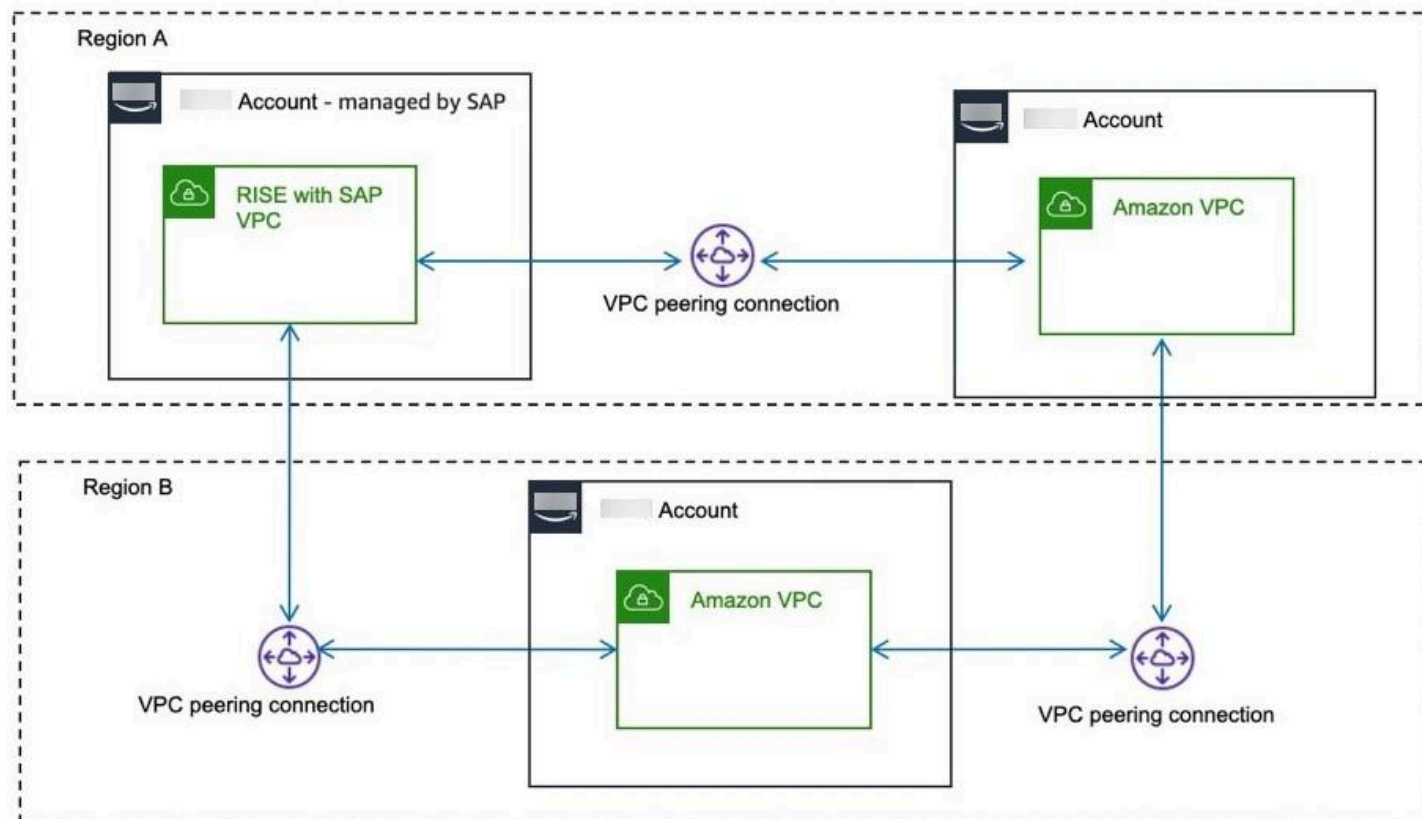 Region A
Account - managed by SAP
Account
RISE with SAP
VPC
Amazon VPC
VPC peering connection
Region B
Account
Amazon VPC
VPC peering connection
VPC peering connection